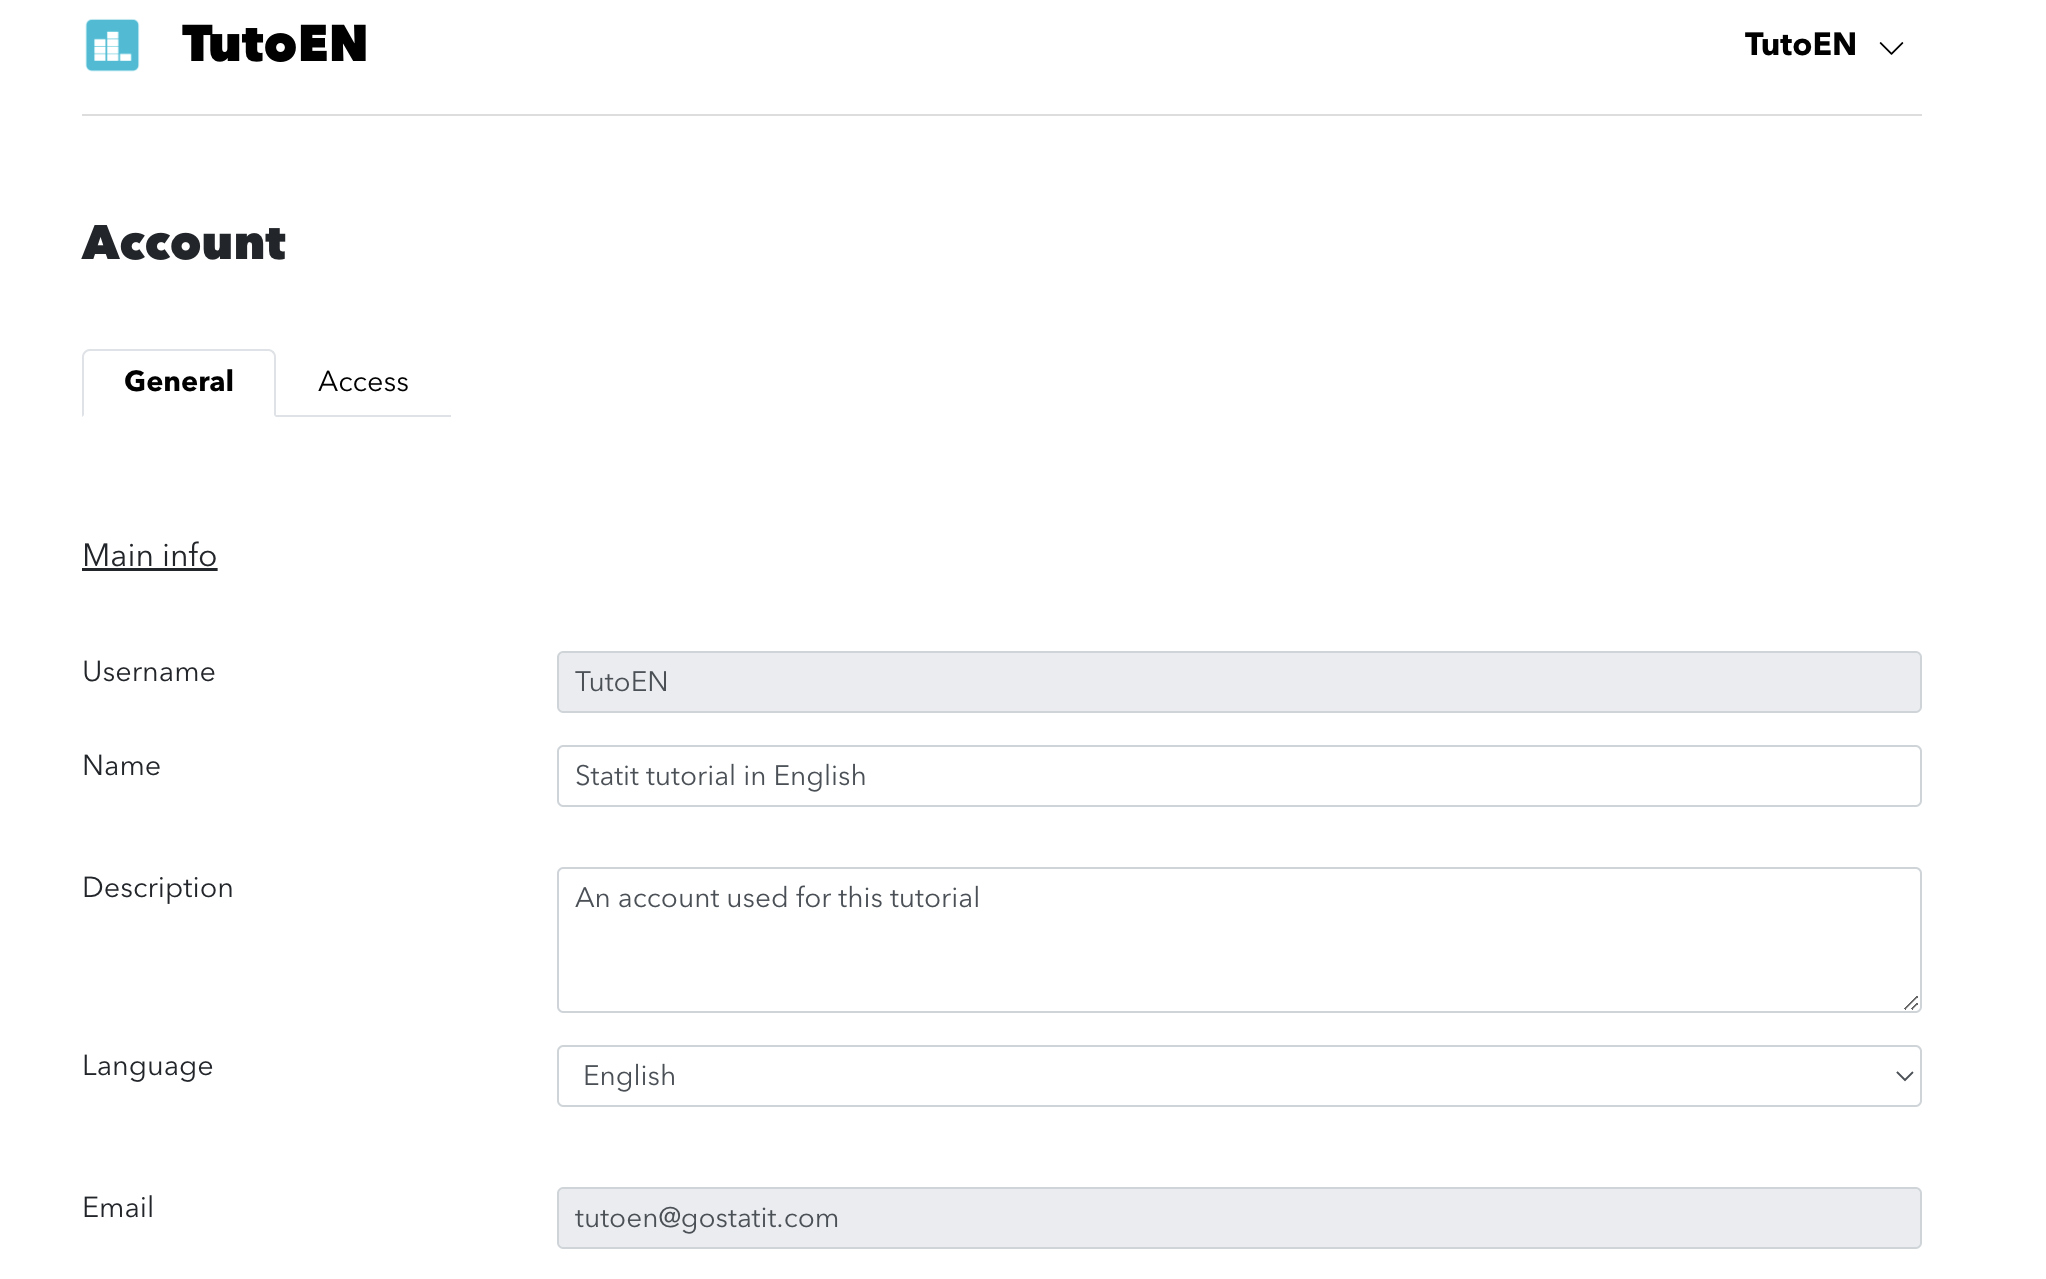 TutoEN
TutoEN
Account
General
Access
Main info
Username
TutoEN
Name
Statit tutorial in English
Description
An account used for this tutorial
Language
English
Email
tutoen@gostatit.com